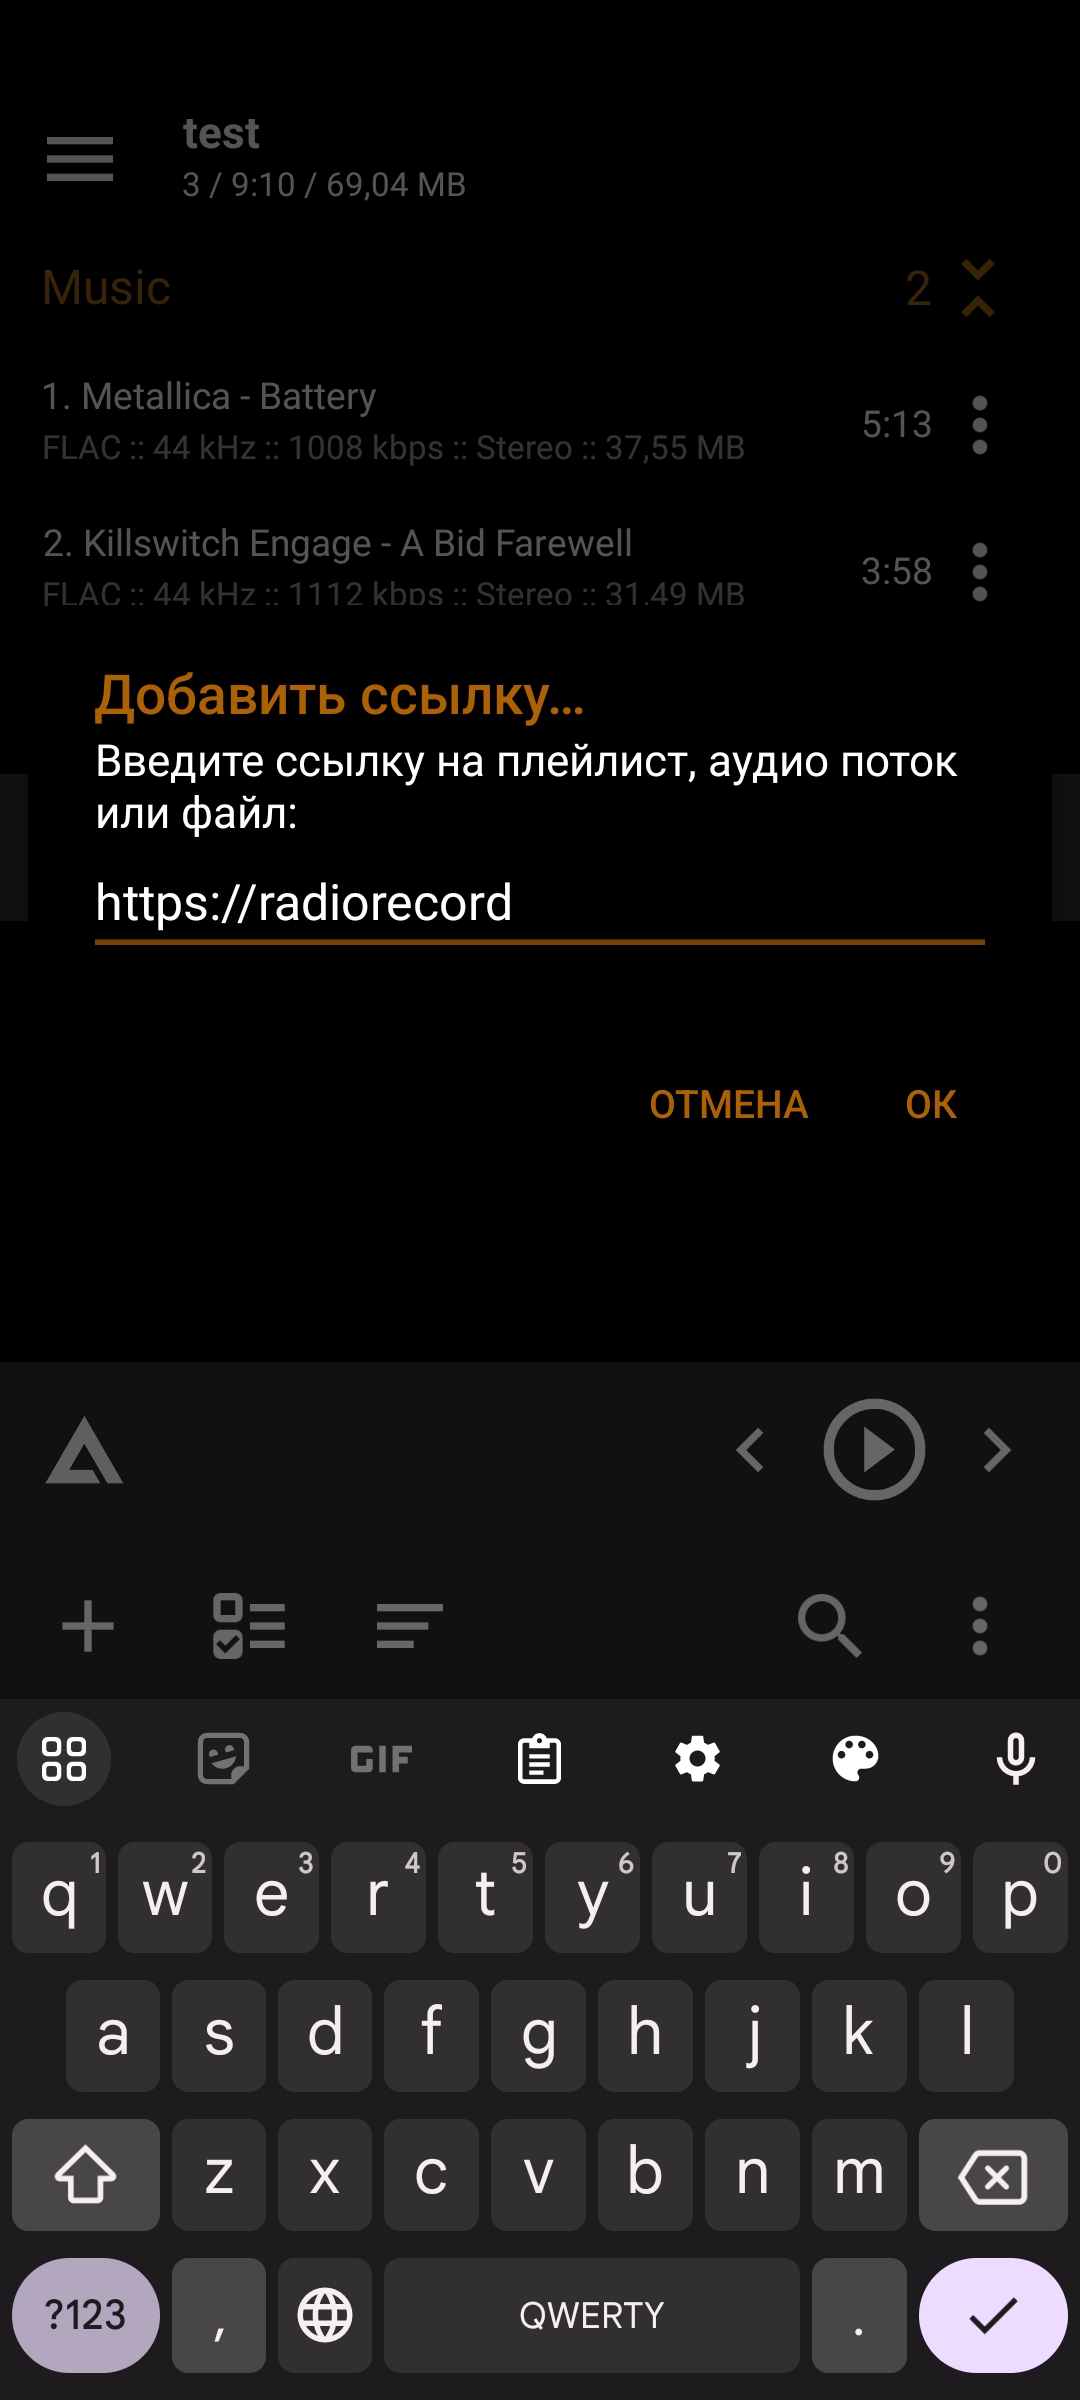 test
3 / 9:10 / 69,04 MB
Music 2
1. Metallica - Battery
5:13
FLAC :: 44 kHz :: 1008 kbps :: Stereo :: 37,55 MB
2. Killswitch Engage - A Bid Farewell
3:58
FLAC :: 44 kHz :: 1112 kbps :: Stereo :: 31,49 MB
Добавить ссылку...
Введите ссылку на плейлист, аудио поток
или файл:
https://radiorecord
ОТМЕНА ОК
GIF
q 1 w 2 e 3 r 4 t 5 y 6 u 7 i 8 o 9 p 0
a s d f g h j k l
z x c v b n m
?123 , QWERTY .